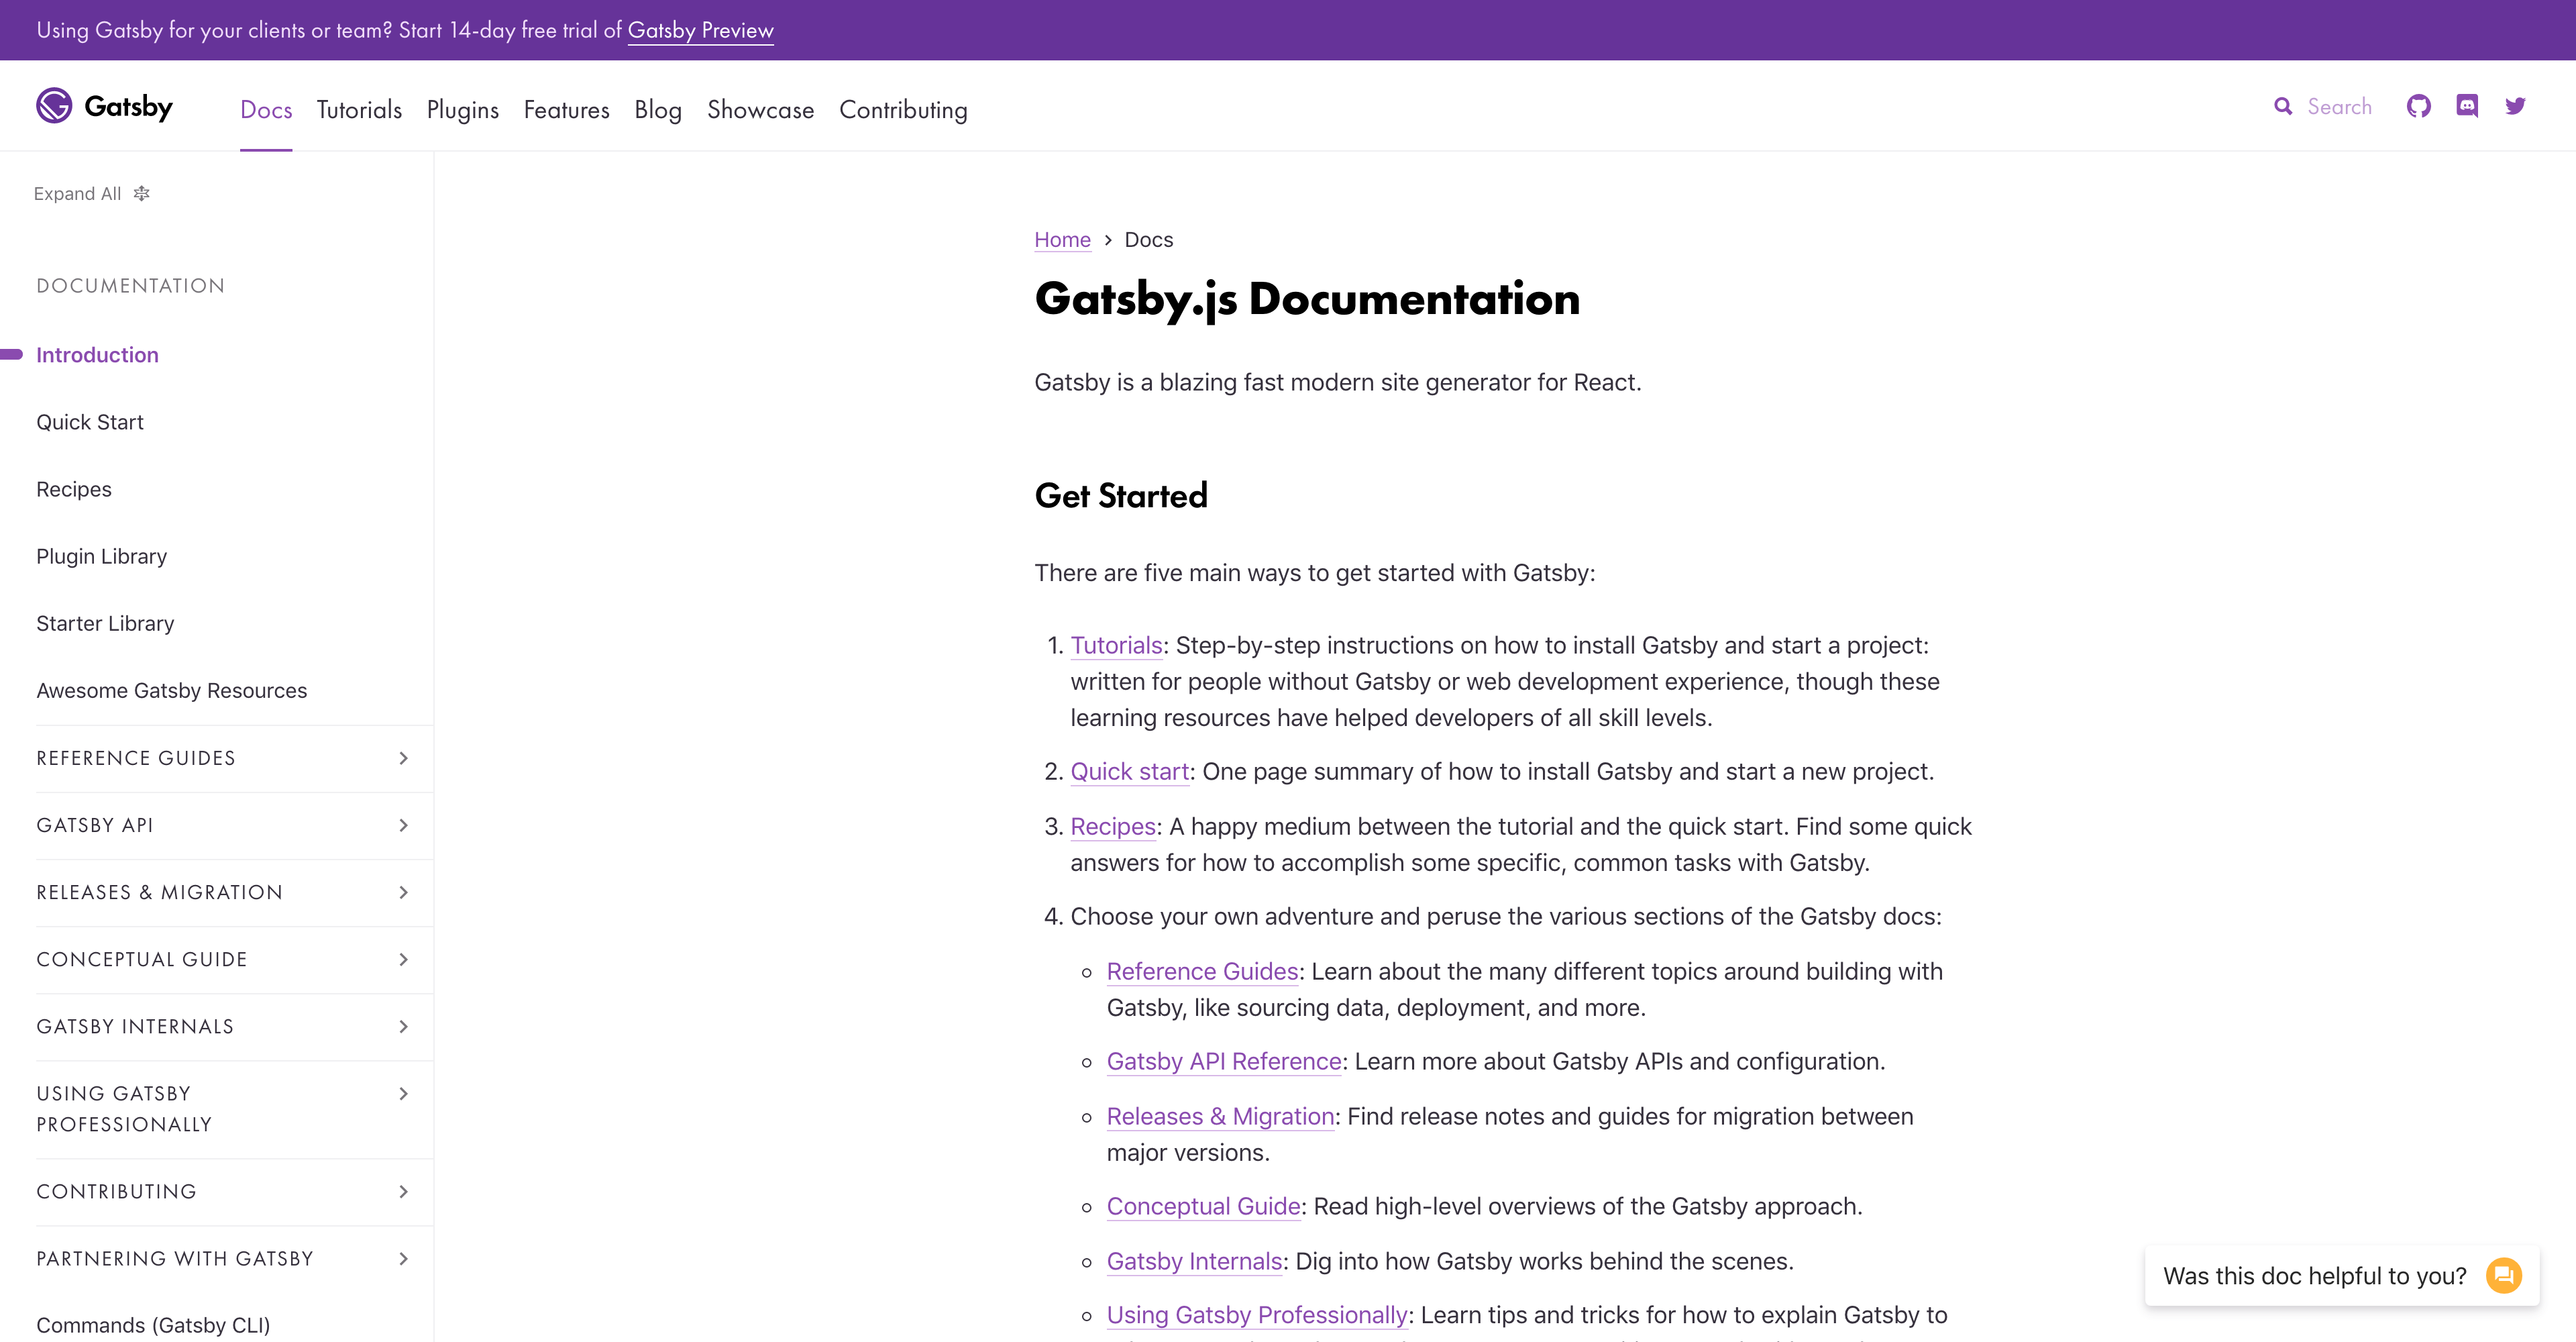 Using Gatsby for your clients or team? Start 14-day free trial of Gatsby Preview
Gatsby
Docs Tutorials Plugins Features Blog Showcase Contributing
Search
Expand All
DOCUMENTATION
Introduction
Quick Start
Recipes
Plugin Library
Starter Library
Awesome Gatsby Resources
REFERENCE GUIDES
GATSBY API
RELEASES & MIGRATION
CONCEPTUAL GUIDE
GATSBY INTERNALS
USING GATSBY
PROFESSIONALLY
CONTRIBUTING
PARTNERING WITH GATSBY
Commands (Gatsby CLI)
Home > Docs
Gatsby.js Documentation
Gatsby is a blazing fast modern site generator for React.
Get Started
There are five main ways to get started with Gatsby:
1. Tutorials: Step-by-step instructions on how to install Gatsby and start a project:
written for people without Gatsby or web development experience, though these
learning resources have helped developers of all skill levels.
2. Quick start: One page summary of how to install Gatsby and start a new project.
3. Recipes: A happy medium between the tutorial and the quick start. Find some quick
answers for how to accomplish some specific, common tasks with Gatsby.
4. Choose your own adventure and peruse the various sections of the Gatsby docs:
Reference Guides: Learn about the many different topics around building with
Gatsby, like sourcing data, deployment, and more.
Gatsby API Reference: Learn more about Gatsby APIs and configuration.
Releases & Migration: Find release notes and guides for migration between
major versions.
Conceptual Guide: Read high-level overviews of the Gatsby approach.
Gatsby Internals: Dig into how Gatsby works behind the scenes.
Using Gatsby Professionally: Learn tips and tricks for how to explain Gatsby to
Was this doc helpful to you?